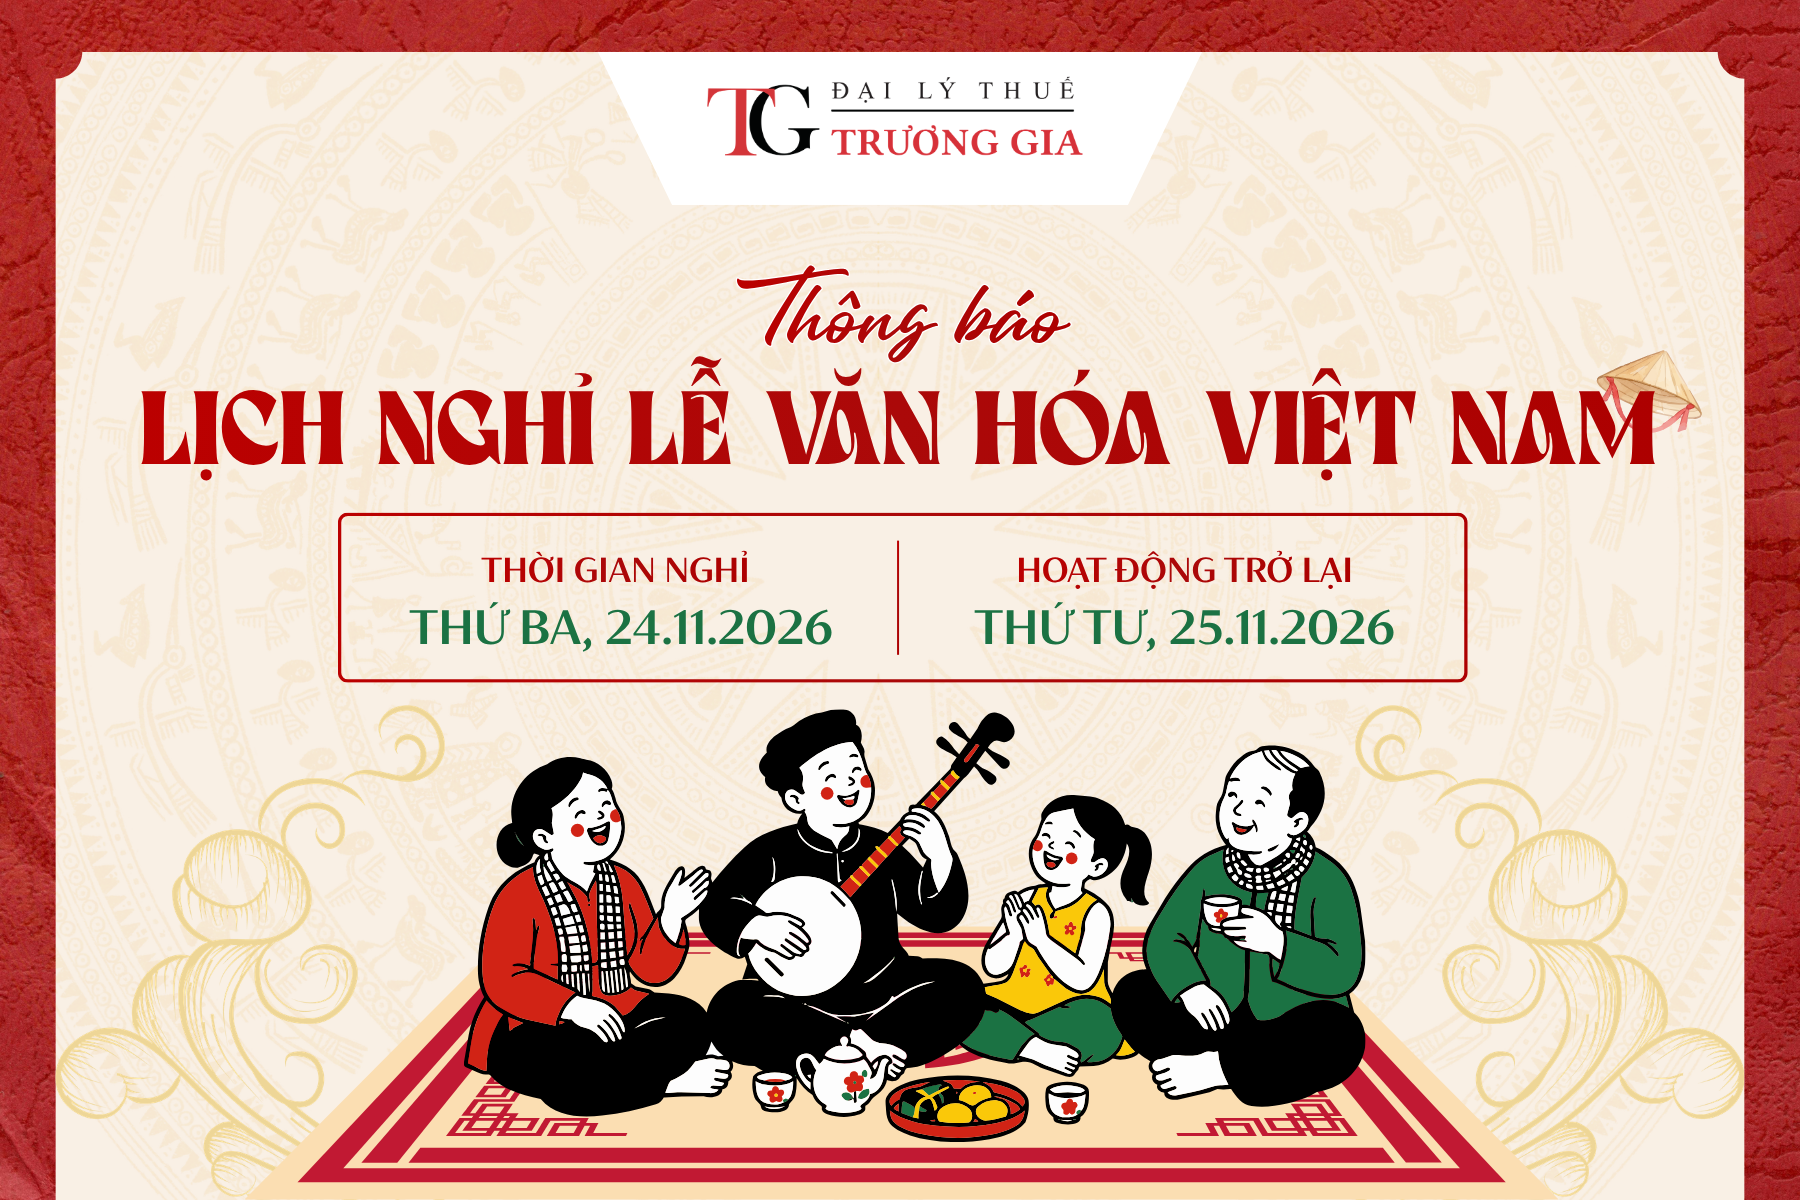 TG
ĐẠI LÝ THUẾ
TRƯƠNG GIA
Thông báo
LỊCH NGHỈ LỄ VĂN HÓA VIỆT NAM
THỜI GIAN NGHỈ
THỨ BA, 24.11.2026
HOẠT ĐỘNG TRỞ LẠI
THỨ TƯ, 25.11.2026